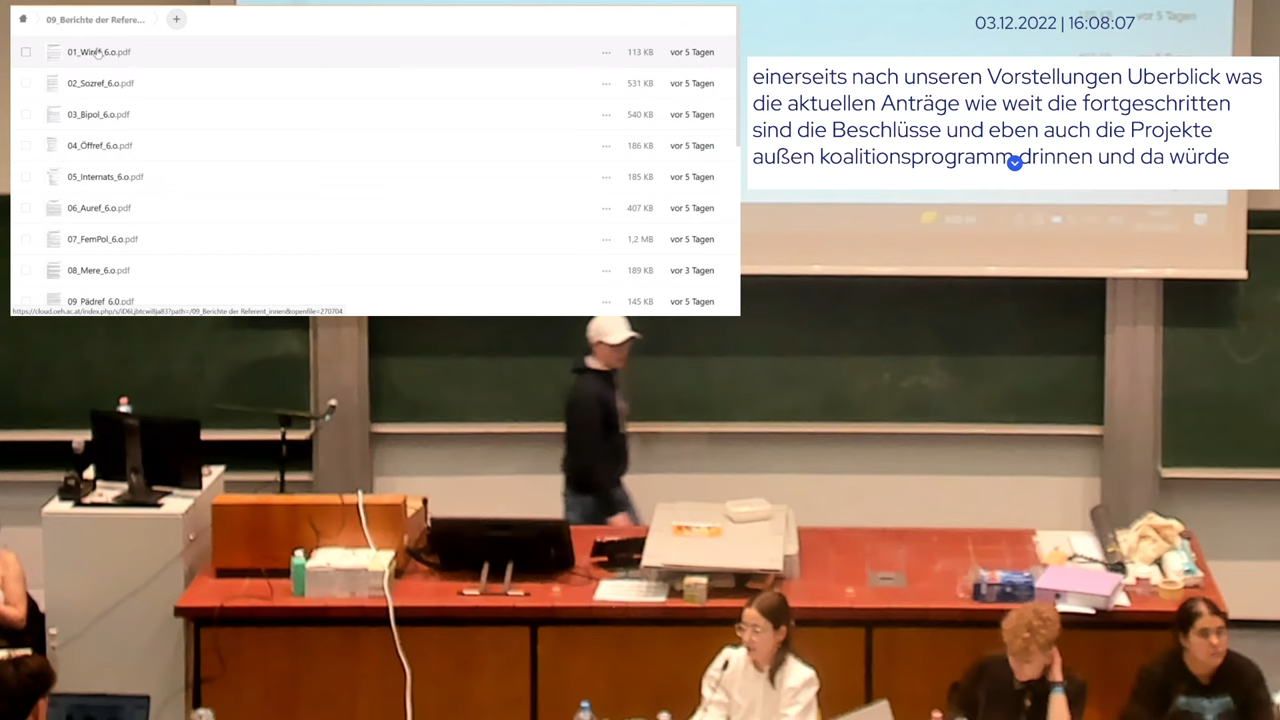 09_Berichte der Refere...
+
01_Wiref_6.o.pdf ... 113 KB vor 5 Tagen
02_Sozref_6.o.pdf ... 531 KB vor 5 Tagen
03_Bipol_6.o.pdf ... 540 KB vor 5 Tagen
04_Öffref_6.o.pdf ... 186 KB vor 5 Tagen
05_Internats_6.o.pdf ... 185 KB vor 5 Tagen
06_Auref_6.o.pdf ... 407 KB vor 5 Tagen
07_FemPol_6.o.pdf ... 1,2 MB vor 5 Tagen
08_Mere_6.o.pdf ... 189 KB vor 3 Tagen
09_Pädref_6.0.pdf ... 145 KB vor 5 Tagen
03.12.2022 | 16:08:07
einerseits nach unseren Vorstellungen Überblick was
die aktuellen Anträge wie weit die fortgeschritten
sind die Beschlüsse und eben auch die Projekte
außen koalitionsprogramm drinnen und da würde